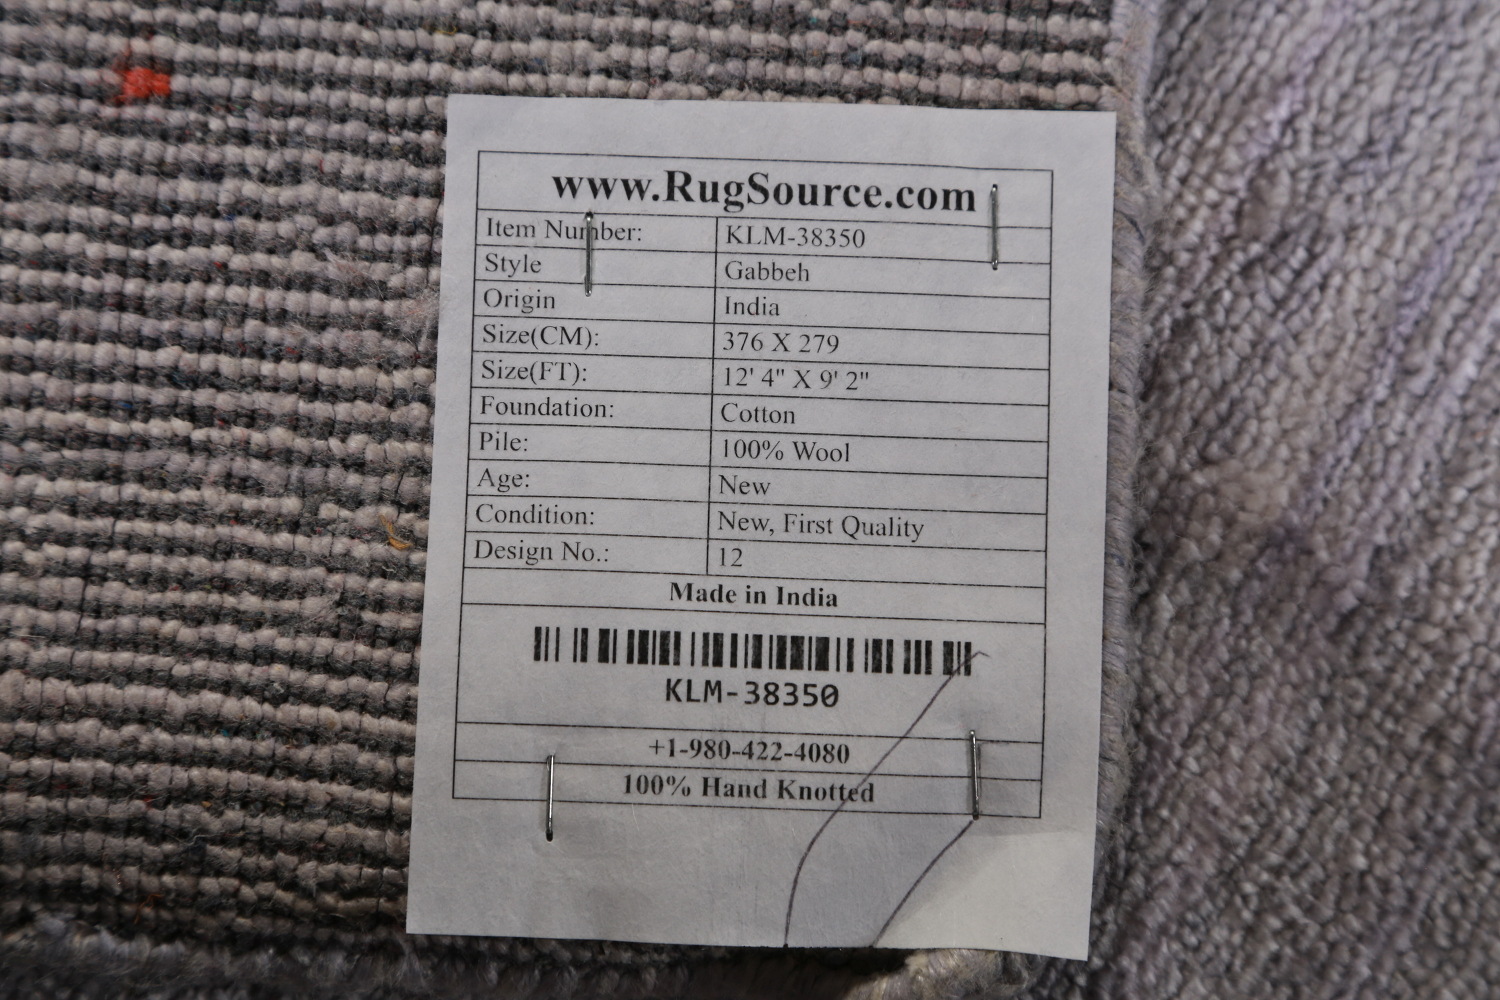 www.RugSource.com
Item Number: KLM-38350
Style Gabbeh
Origin India
Size(CM): 376 X 279
Size(FT): 12' 4" X 9' 2"
Foundation: Cotton
Pile: 100% Wool
Age: New
Condition: New, First Quality
Design No.: 12
Made in India
KLM-38350
+1-980-422-4080
100% Hand Knotted